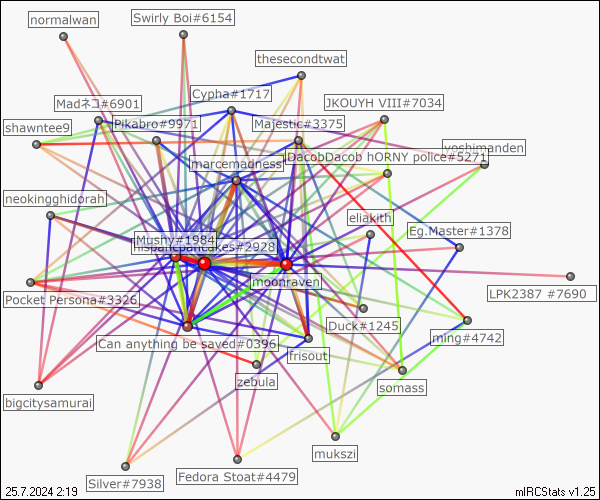 normalwan
Swirly Boi#6154
thesecondtwat
Madネコ#6901
Cypha#1717
JKOUYH VIII#7034
shawntee9
Pikabro#9971
Majestic#3375
yochimanden
marcemadness
DacobDacob hORNY police#5271
neokingghidorah
eliakith
Eg.Master#1378
Mushy#1984
hispanicpancakes#2928
moonraven
LPK2387 #7690
Pocket Persona#3326
Duck#1245
ming#4742
Can anything be saved#0396
frisout
zebula
somass
bigcitysamurai
mukszi
Silver#7938
Fedora Stoat#4479
25.7.2024 2:19
mIRCStats v1.25